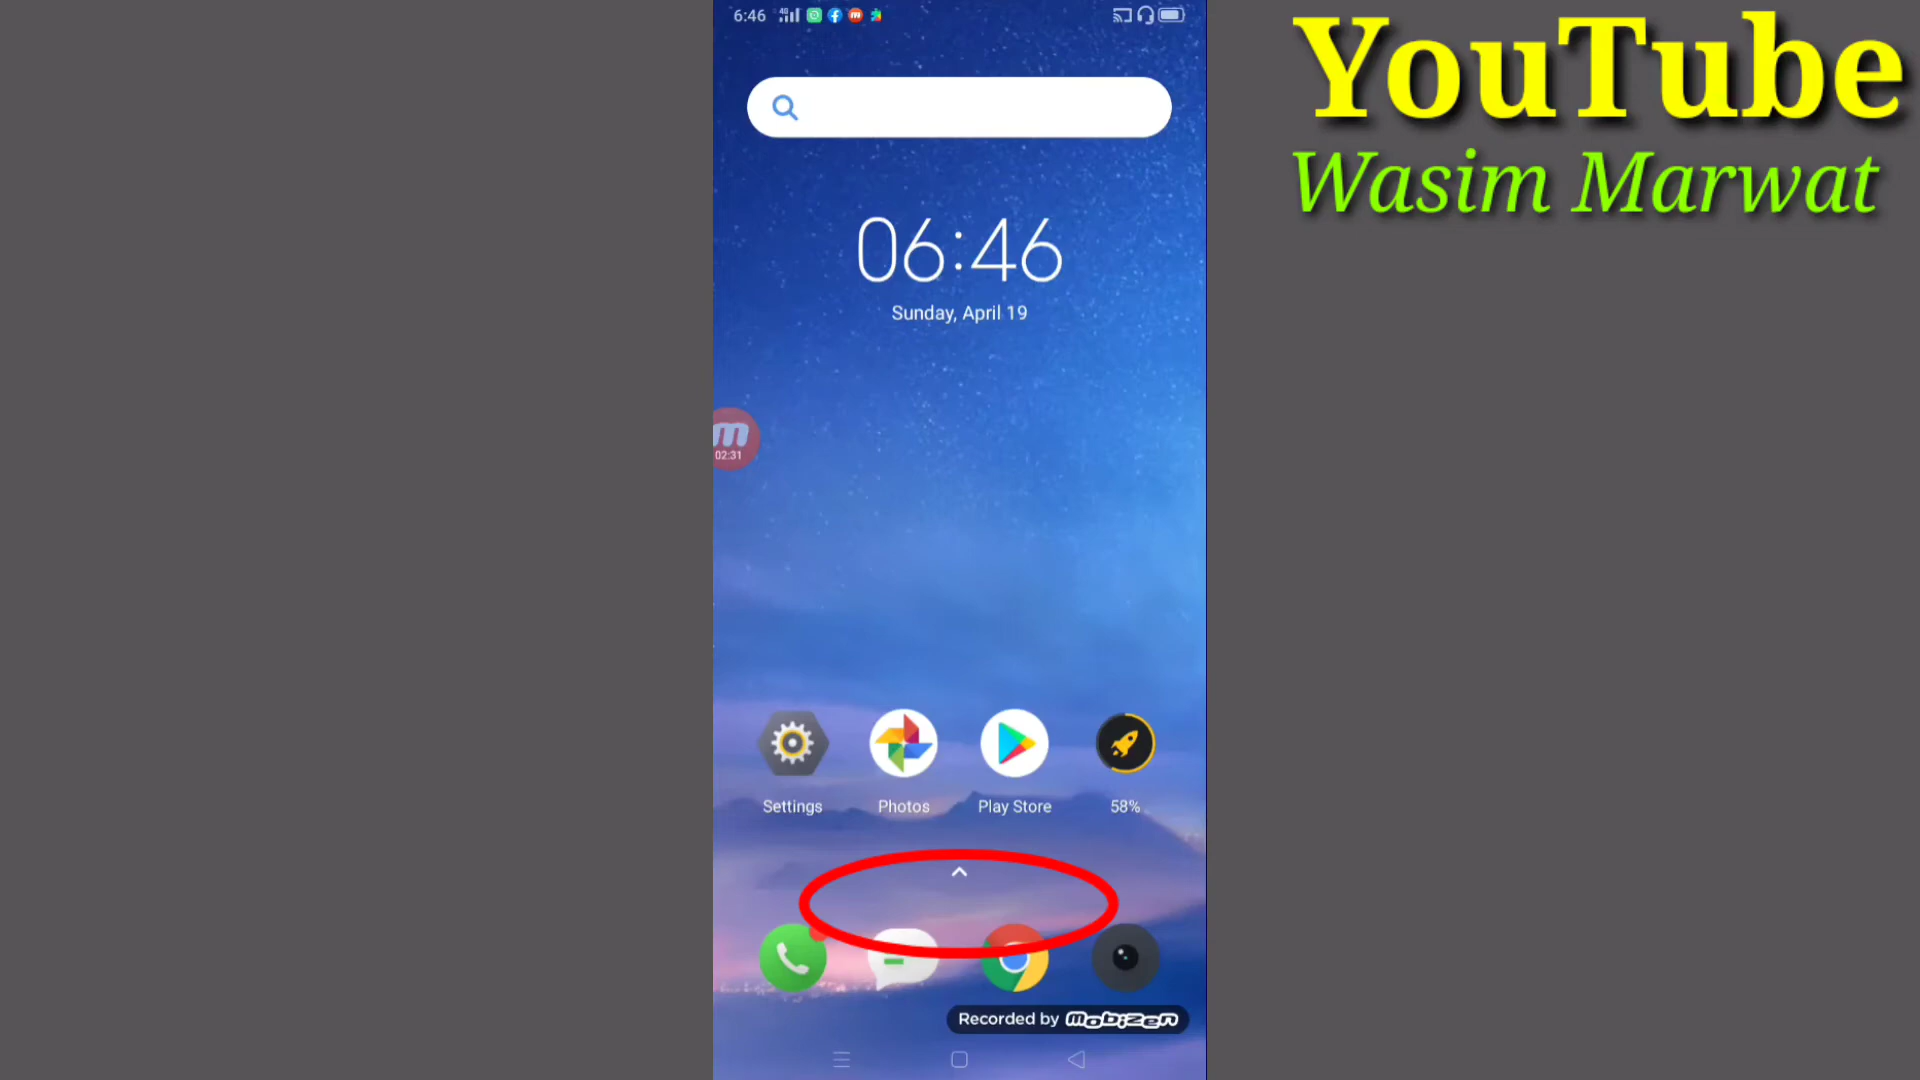 6:46
4G
YouTube
Wasim Marwat
06:46
Sunday, April 19
m
02:31
Settings
Photos
Play Store
58%
Recorded by mobizen